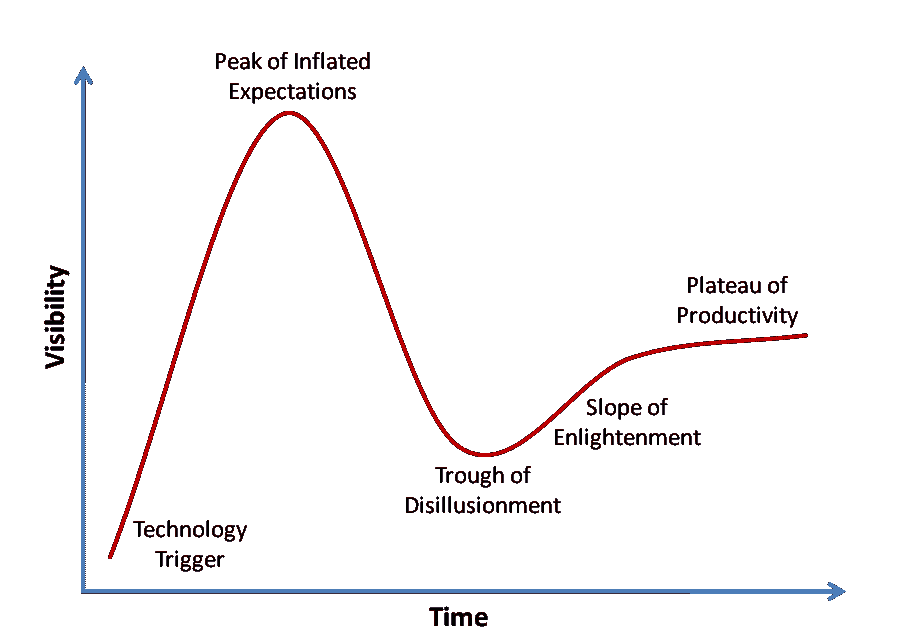 Peak of Inflated
Expectations
Visibility
Plateau of
Productivity
Slope of
Enlightenment
Trough of
Disillusionment
Technology
Trigger
Time